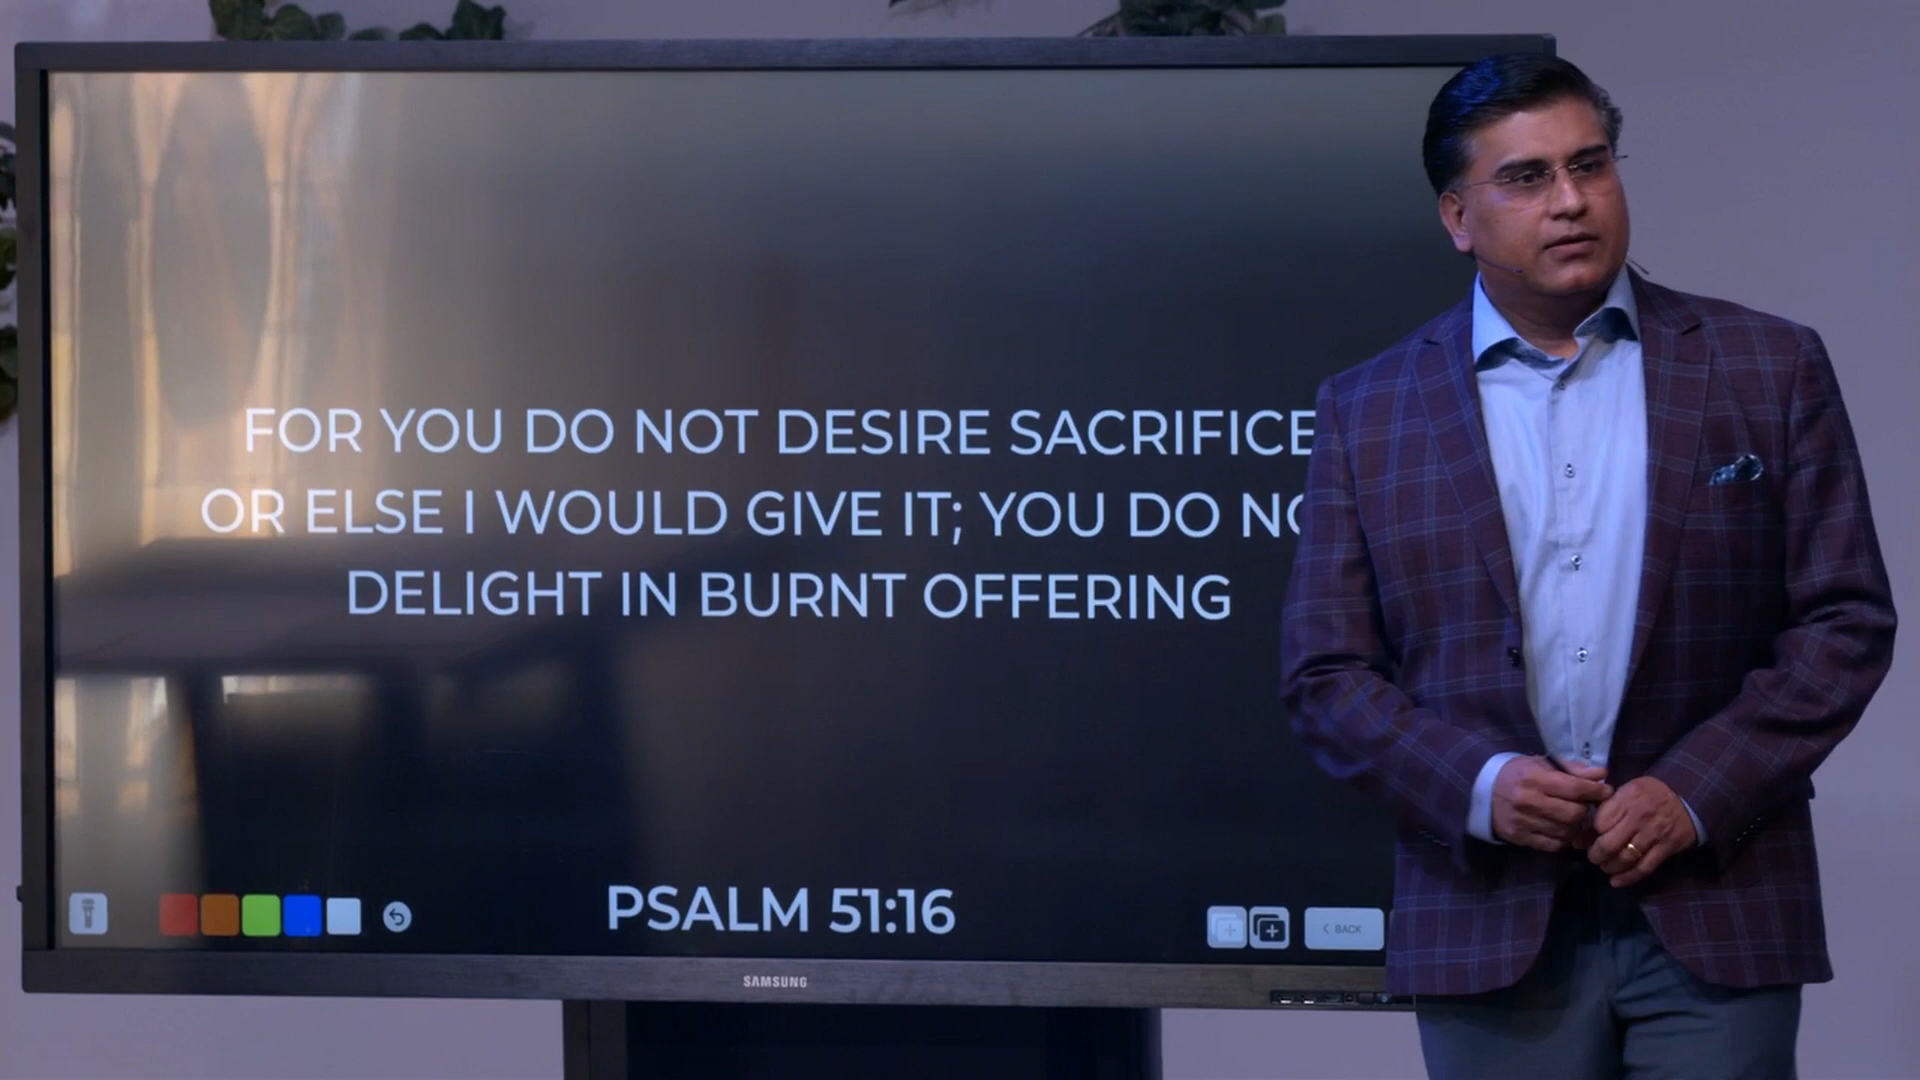 FOR YOU DO NOT DESIRE SACRIFICE
OR ELSE I WOULD GIVE IT; YOU DO
DELIGHT IN BURNT OFFERING
PSALM 51:16
< BACK
SAMSUNG